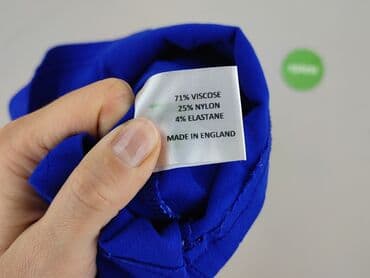 71% VISCOSE
25% NYLON
4% ELASTANE
MADE IN ENGLAND